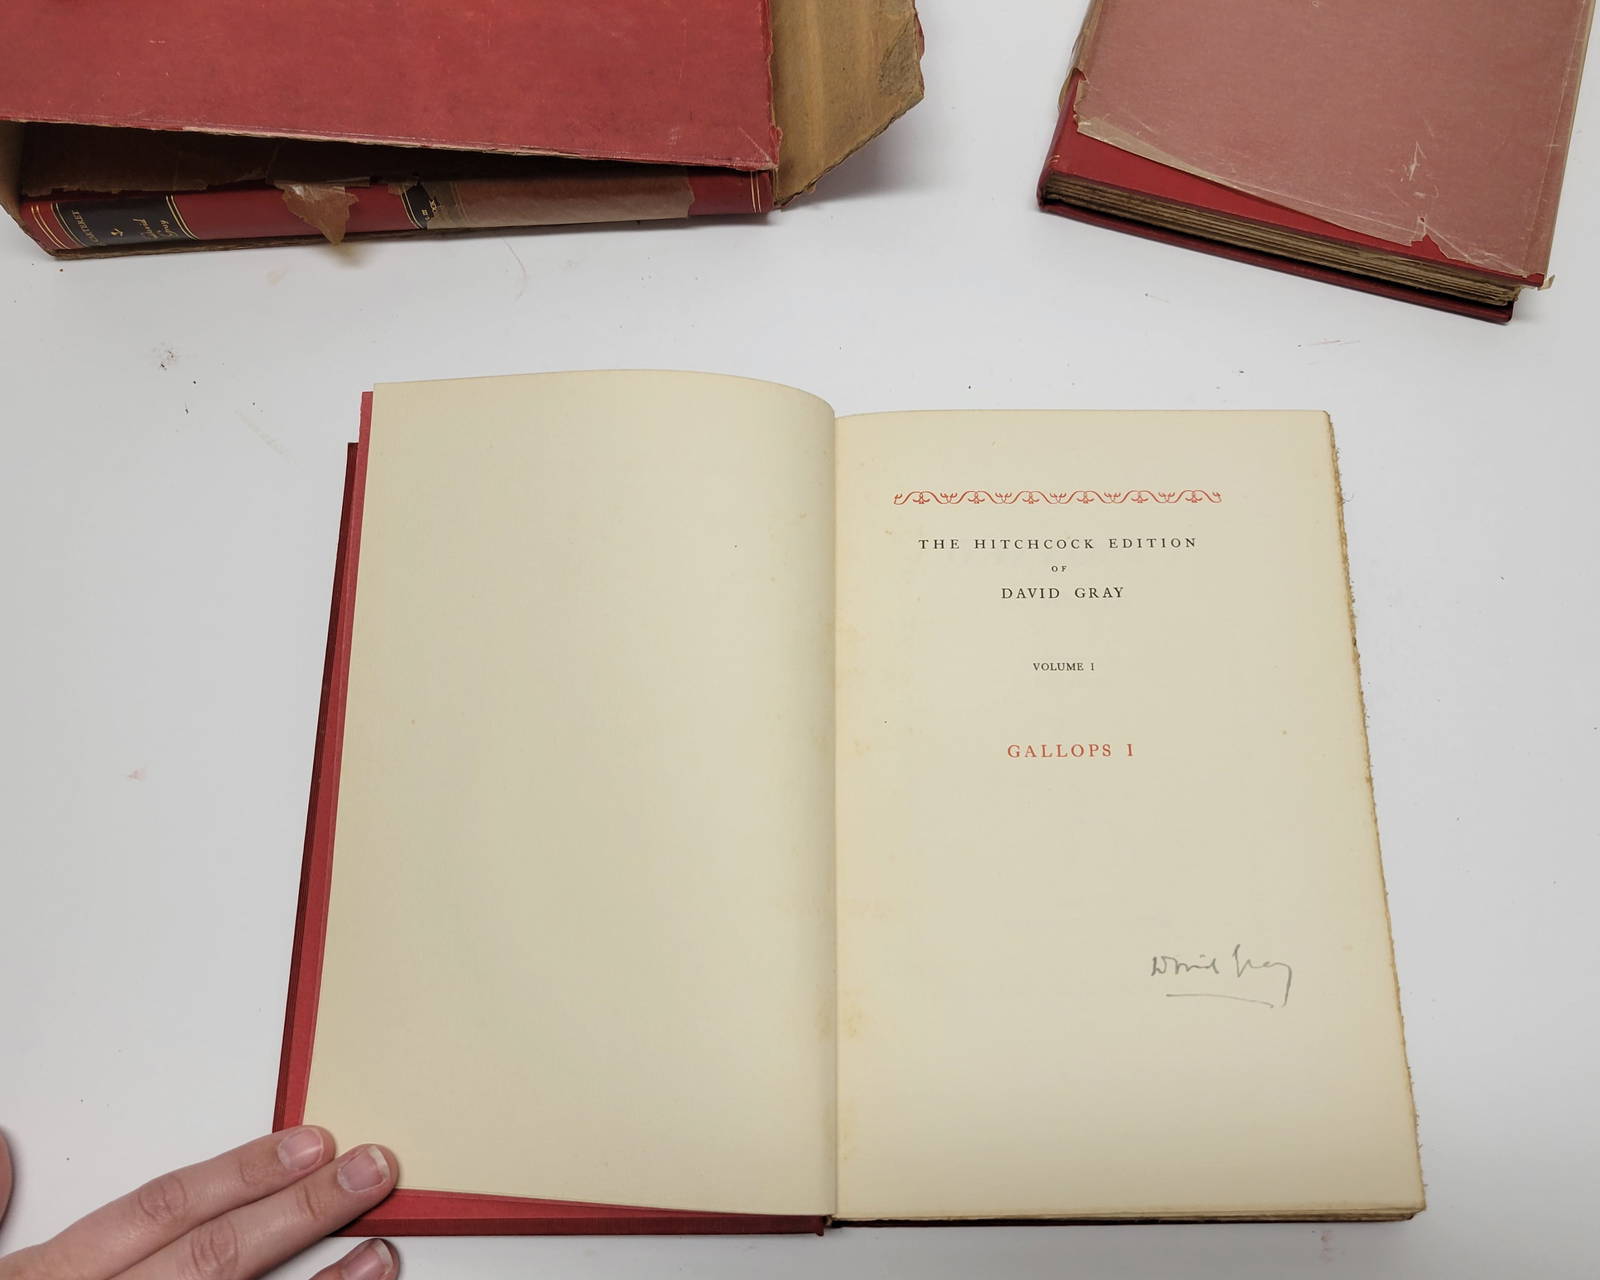 THE HITCHCOCK EDITION
OF
DAVID GRAY
VOLUME I
GALLOPS I
David Gray